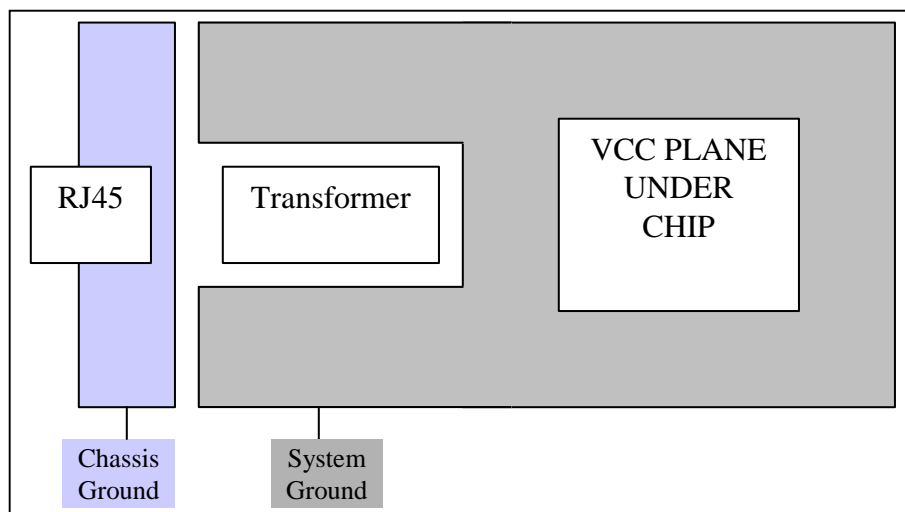 RJ45
Transformer
VCC PLANE
UNDER
CHIP
Chassis
Ground
System
Ground